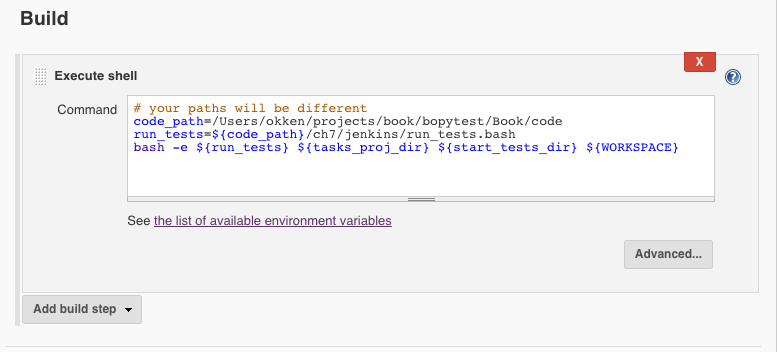 Build
X
Execute shell
?
Command
# your paths will be different
code_path=/Users/okken/projects/book/bopytest/Book/code
run_tests=${code_path}/ch7/jenkins/run_tests.bash
bash -e ${run_tests} ${tasks_proj_dir} ${start_tests_dir} ${WORKSPACE}
See the list of available environment variables
Advanced...
Add build step